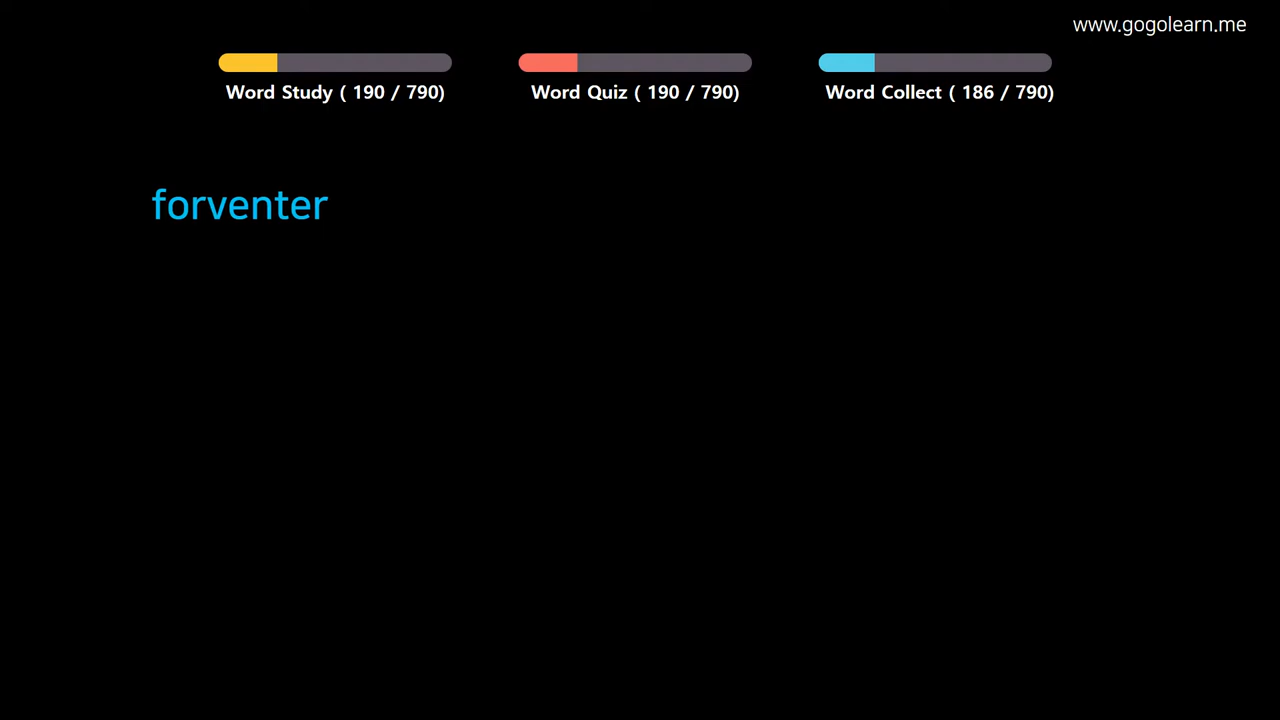 www.gogolearn.me
Word Study ( 190 / 790)
Word Quiz ( 190 / 790)
Word Collect ( 186 / 790)
forventer